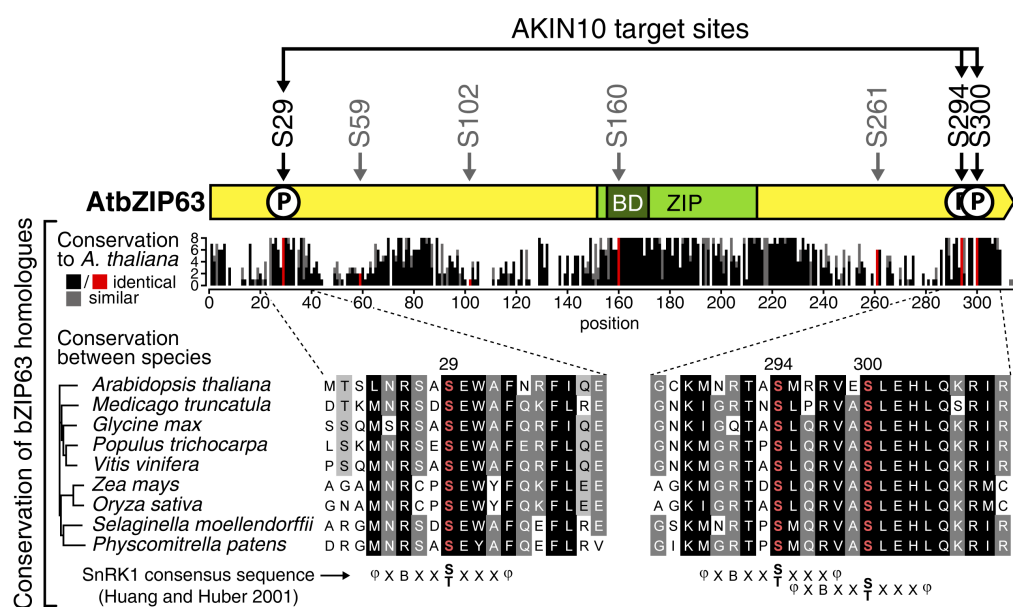 AKIN10 target sites
S29
S59
S102
S160
S261
S294
S300
AtbZIP63
P
BD
ZIP
P
P
Conservation of bZIP63 homologues
Conservation
to A. thaliana
/ identical
similar
8
6
4
2
0
0 20 40 60 80 100 120 140 160 180 200 220 240 260 280 300
position
Conservation
between species
29 294 300
Arabidopsis thaliana M T S L N R S A S E W A F N R F I Q E G C K M N R T A S M R R V E S L E H L Q K R I R
Medicago truncatula D T K M N R S D S E W A F Q K F L R E G N K I G R T N S L P R V A S L E H L Q S R I R
Glycine max S S Q M S R S A S E W A F Q R F I Q E G N K I G Q T A S L Q R V A S L E H L Q K R I R
Populus trichocarpa L S K M N R S E S E W A F E R F I Q E G N K M G R T P S L Q R V A S L E H L Q K R I R
Vitis vinifera P S Q M N R S A S E W A F Q R F L Q E G N K M G R T P S L Q R V A S L E H L Q K R I R
Zea mays A G A M N R C P S E W Y F Q K F L E E A G K M G R T D S L Q R T D S L E H L Q K R M C
Oryza sativa G N A M N R C P S E W Y F Q K F L E E A G K I G R T D S L Q R V A S L E H L Q K R M C
Selaginella moellendorffii A R G M N R S D S E W A F Q E F L R E G S K M N R T P S M Q R V A S L E H L Q K R I R
Physcomitrella patens D R G M N R S A S E Y A F Q E F L R V G I K M G R T P S M Q R V A S L E H L Q K R I R
SnRK1 consensus sequence
(Huang and Huber 2001)
φ X B X X S X X X φ
T
φ X B X X S X X X φ
T
φ X B X X S X X X φ
T